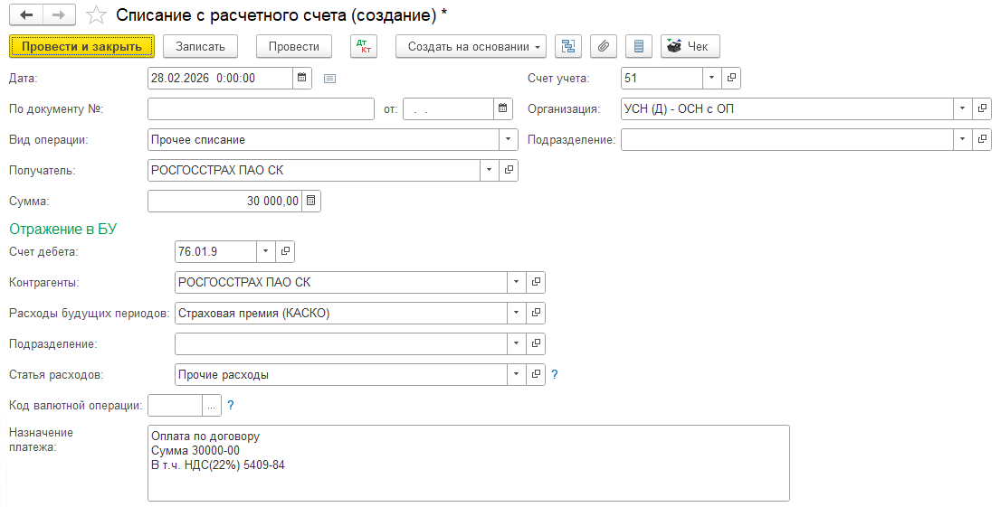 Списание с расчетного счета (создание) *
Провести и закрыть Записать Провести Дт Кт Создать на основании Чек
Дата: 28.02.2026 0:00:00 Счет учета: 51
По документу №: от: . . Организация: УСН (Д) - ОСН с ОП
Вид операции: Прочее списание Подразделение:
Получатель: РОСГОССТРАХ ПАО СК
Сумма: 30 000,00
Отражение в БУ
Счет дебета: 76.01.9
Контрагенты: РОСГОССТРАХ ПАО СК
Расходы будущих периодов: Страховая премия (КАСКО)
Подразделение:
Статья расходов: Прочие расходы ?
Код валютной операции: ... ?
Назначение
платежа:
Оплата по договору
Сумма 30000-00
В т.ч. НДС(22%) 5409-84